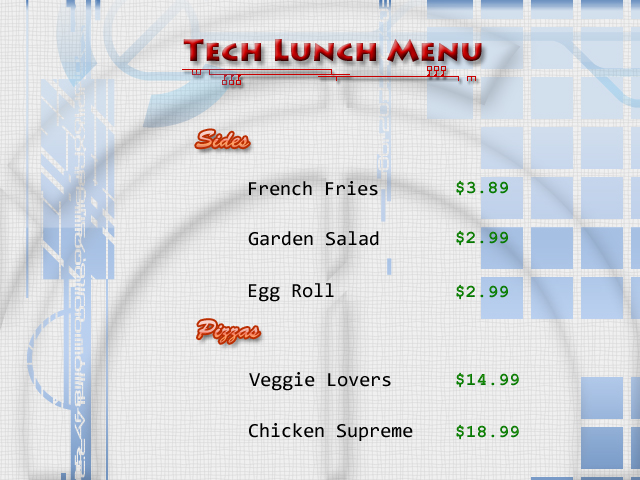 Tech Lunch Menu
Sides
French Fries $3.89
Garden Salad $2.99
Egg Roll $2.99
Pizzas
Veggie Lovers $14.99
Chicken Supreme $18.99